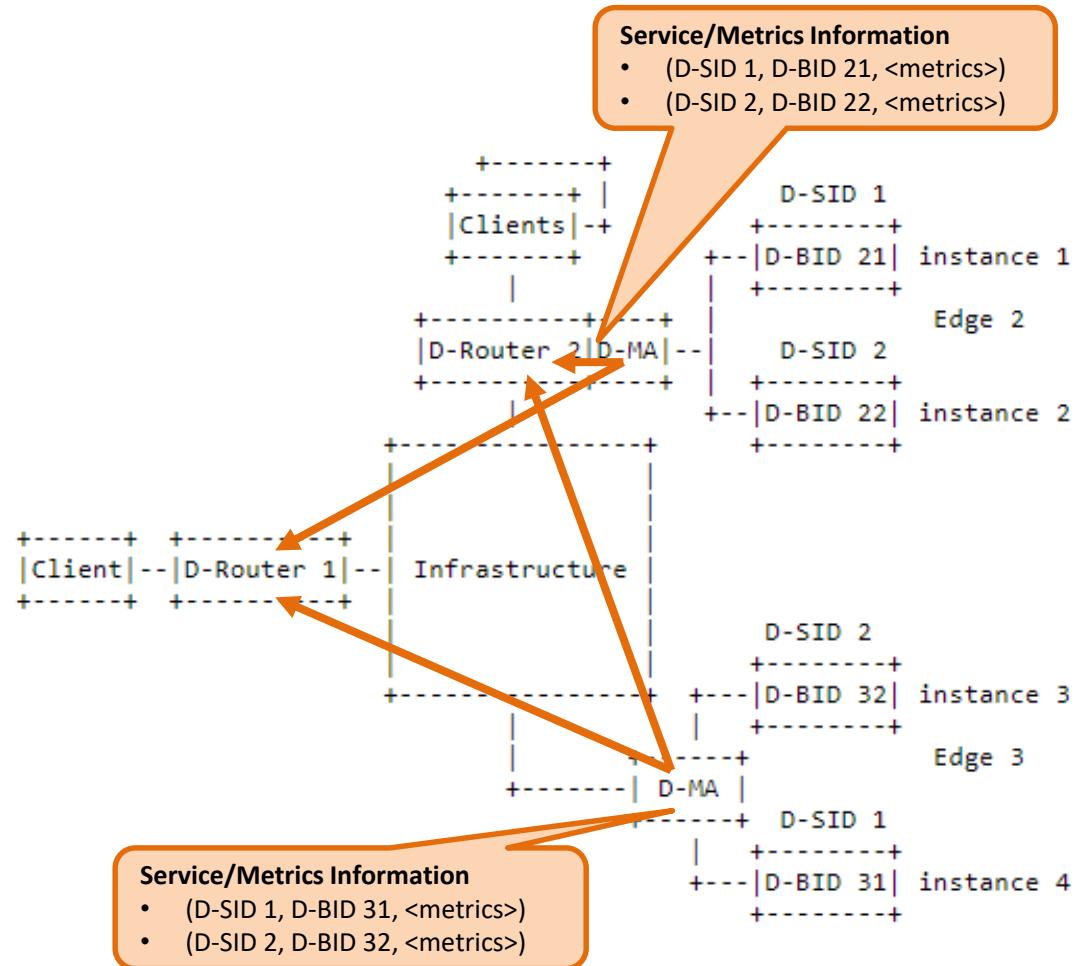 Service/Metrics Information
• (D-SID 1, D-BID 21, <metrics>)
• (D-SID 2, D-BID 22, <metrics>)
+-------+
+-------+ | D-SID 1
|Clients|-+ +--------+
+-------+ +--|D-BID 21| instance 1
| | +--------+
+----------+----+ | Edge 2
|D-Router 2|D-MA|--| D-SID 2
+----------+----+ | +--------+
| +--|D-BID 22| instance 2
+-----------------+ +--------+
| |
| |
+------+ +----------+ | |
|Client|--|D-Router 1|--| Infrastructure |
+------+ +----------+ | |
| | D-SID 2
| | +--------+
+-----------------+ +---|D-BID 32| instance 3
| | +--------+
| +------+ Edge 3
+-------| D-MA |
+------+ D-SID 1
| +--------+
+---|D-BID 31| instance 4
+--------+
Service/Metrics Information
• (D-SID 1, D-BID 31, <metrics>)
• (D-SID 2, D-BID 32, <metrics>)